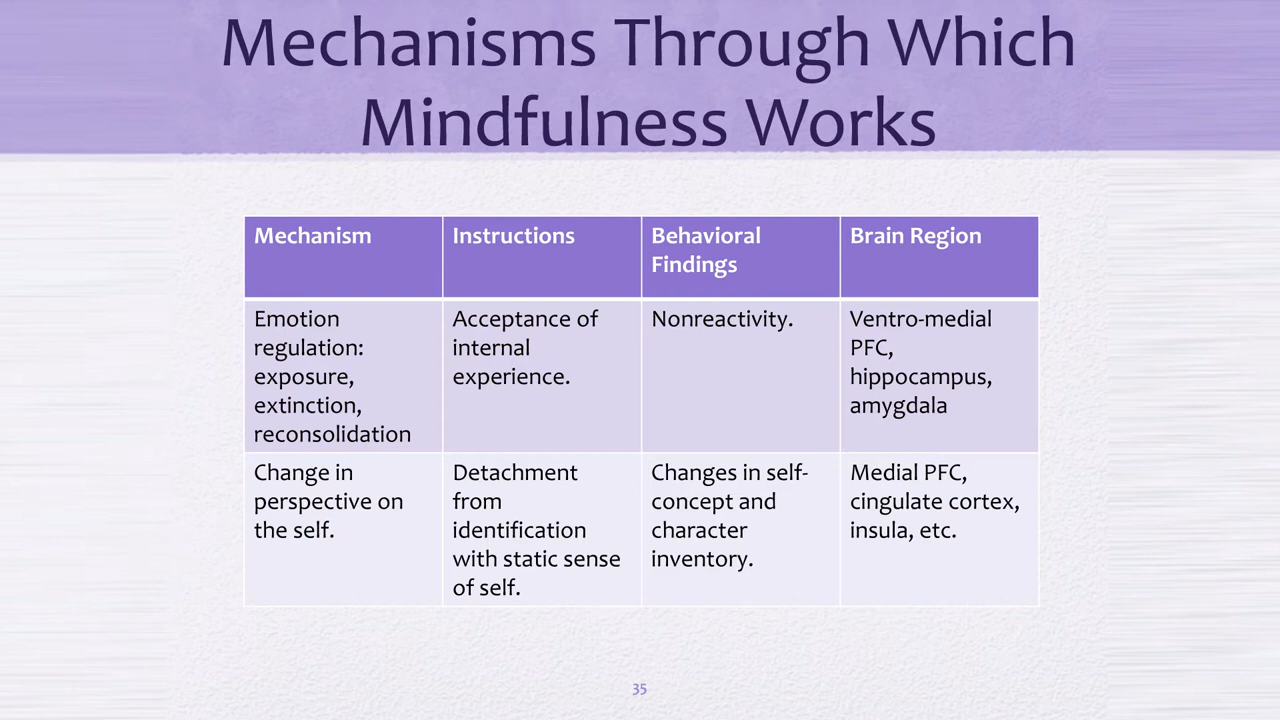 Mechanisms Through Which
Mindfulness Works
Mechanism
Instructions
Behavioral
Findings
Brain Region
Emotion
regulation:
exposure,
extinction,
reconsolidation
Acceptance of
internal
experience.
Nonreactivity.
Ventro-medial
PFC,
hippocampus,
amygdala
Change in
perspective on
the self.
Detachment
from
identification
with static sense
of self.
Changes in self-
concept and
character
inventory.
Medial PFC,
cingulate cortex,
insula, etc.
35